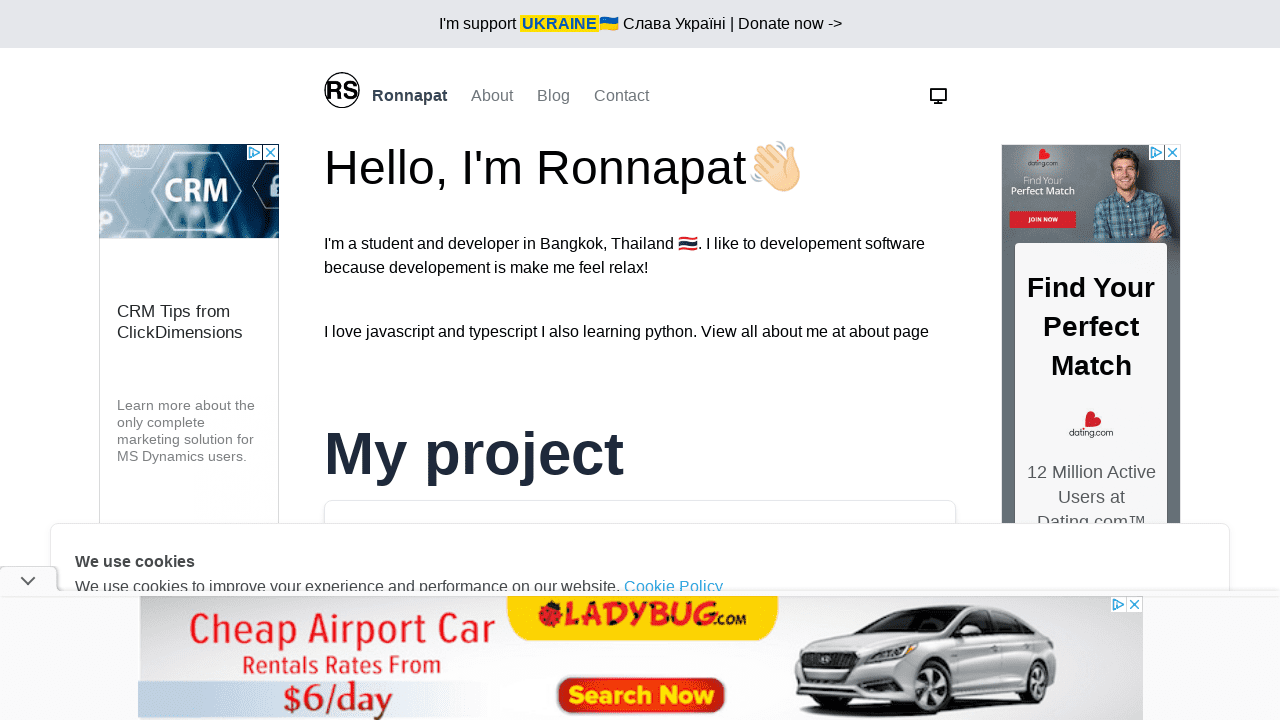 I'm support UKRAINE🇺🇦 Слава Україні | Donate now ->
RS Ronnapat About Blog Contact
Hello, I'm Ronnapat👋🏻
I'm a student and developer in Bangkok, Thailand 🇹🇭. I like to developement software
because developement is make me feel relax!
I love javascript and typescript I also learning python. View all about me at about page
My project
CRM
CRM Tips from
ClickDimensions
Learn more about the
only complete
marketing solution for
MS Dynamics users.
dating.com
Find Your
Perfect Match
JOIN NOW
Find Your
Perfect
Match
dating.com
12 Million Active
Users at
Dating.com™
We use cookies
We use cookies to improve your experience and performance on our website. Cookie Policy
LADYBUG.COM
Cheap Airport Car
Rentals Rates From
$6/day
Search Now